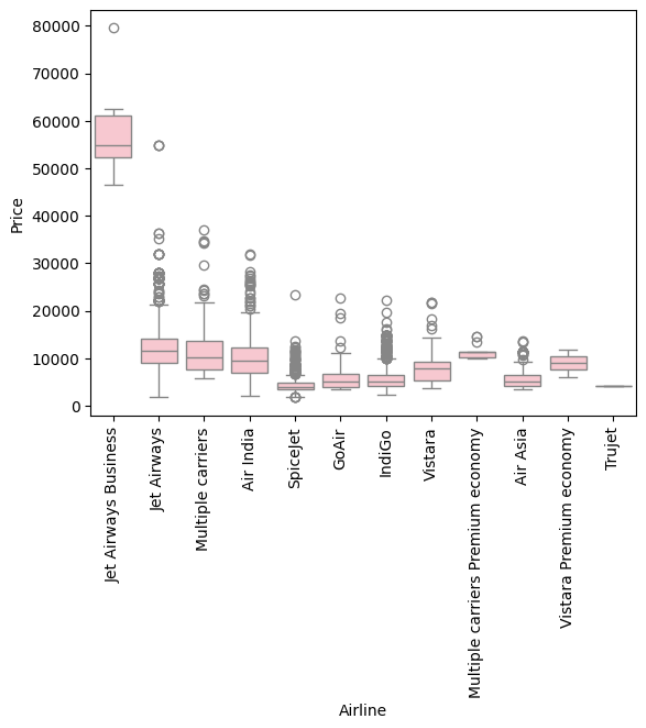 80000
70000
60000
50000
40000
30000
20000
10000
0
Price
Jet Airways Business
Jet Airways
Multiple carriers
Air India
SpiceJet
GoAir
IndiGo
Vistara
Multiple carriers Premium economy
Air Asia
Vistara Premium economy
Trujet
Airline